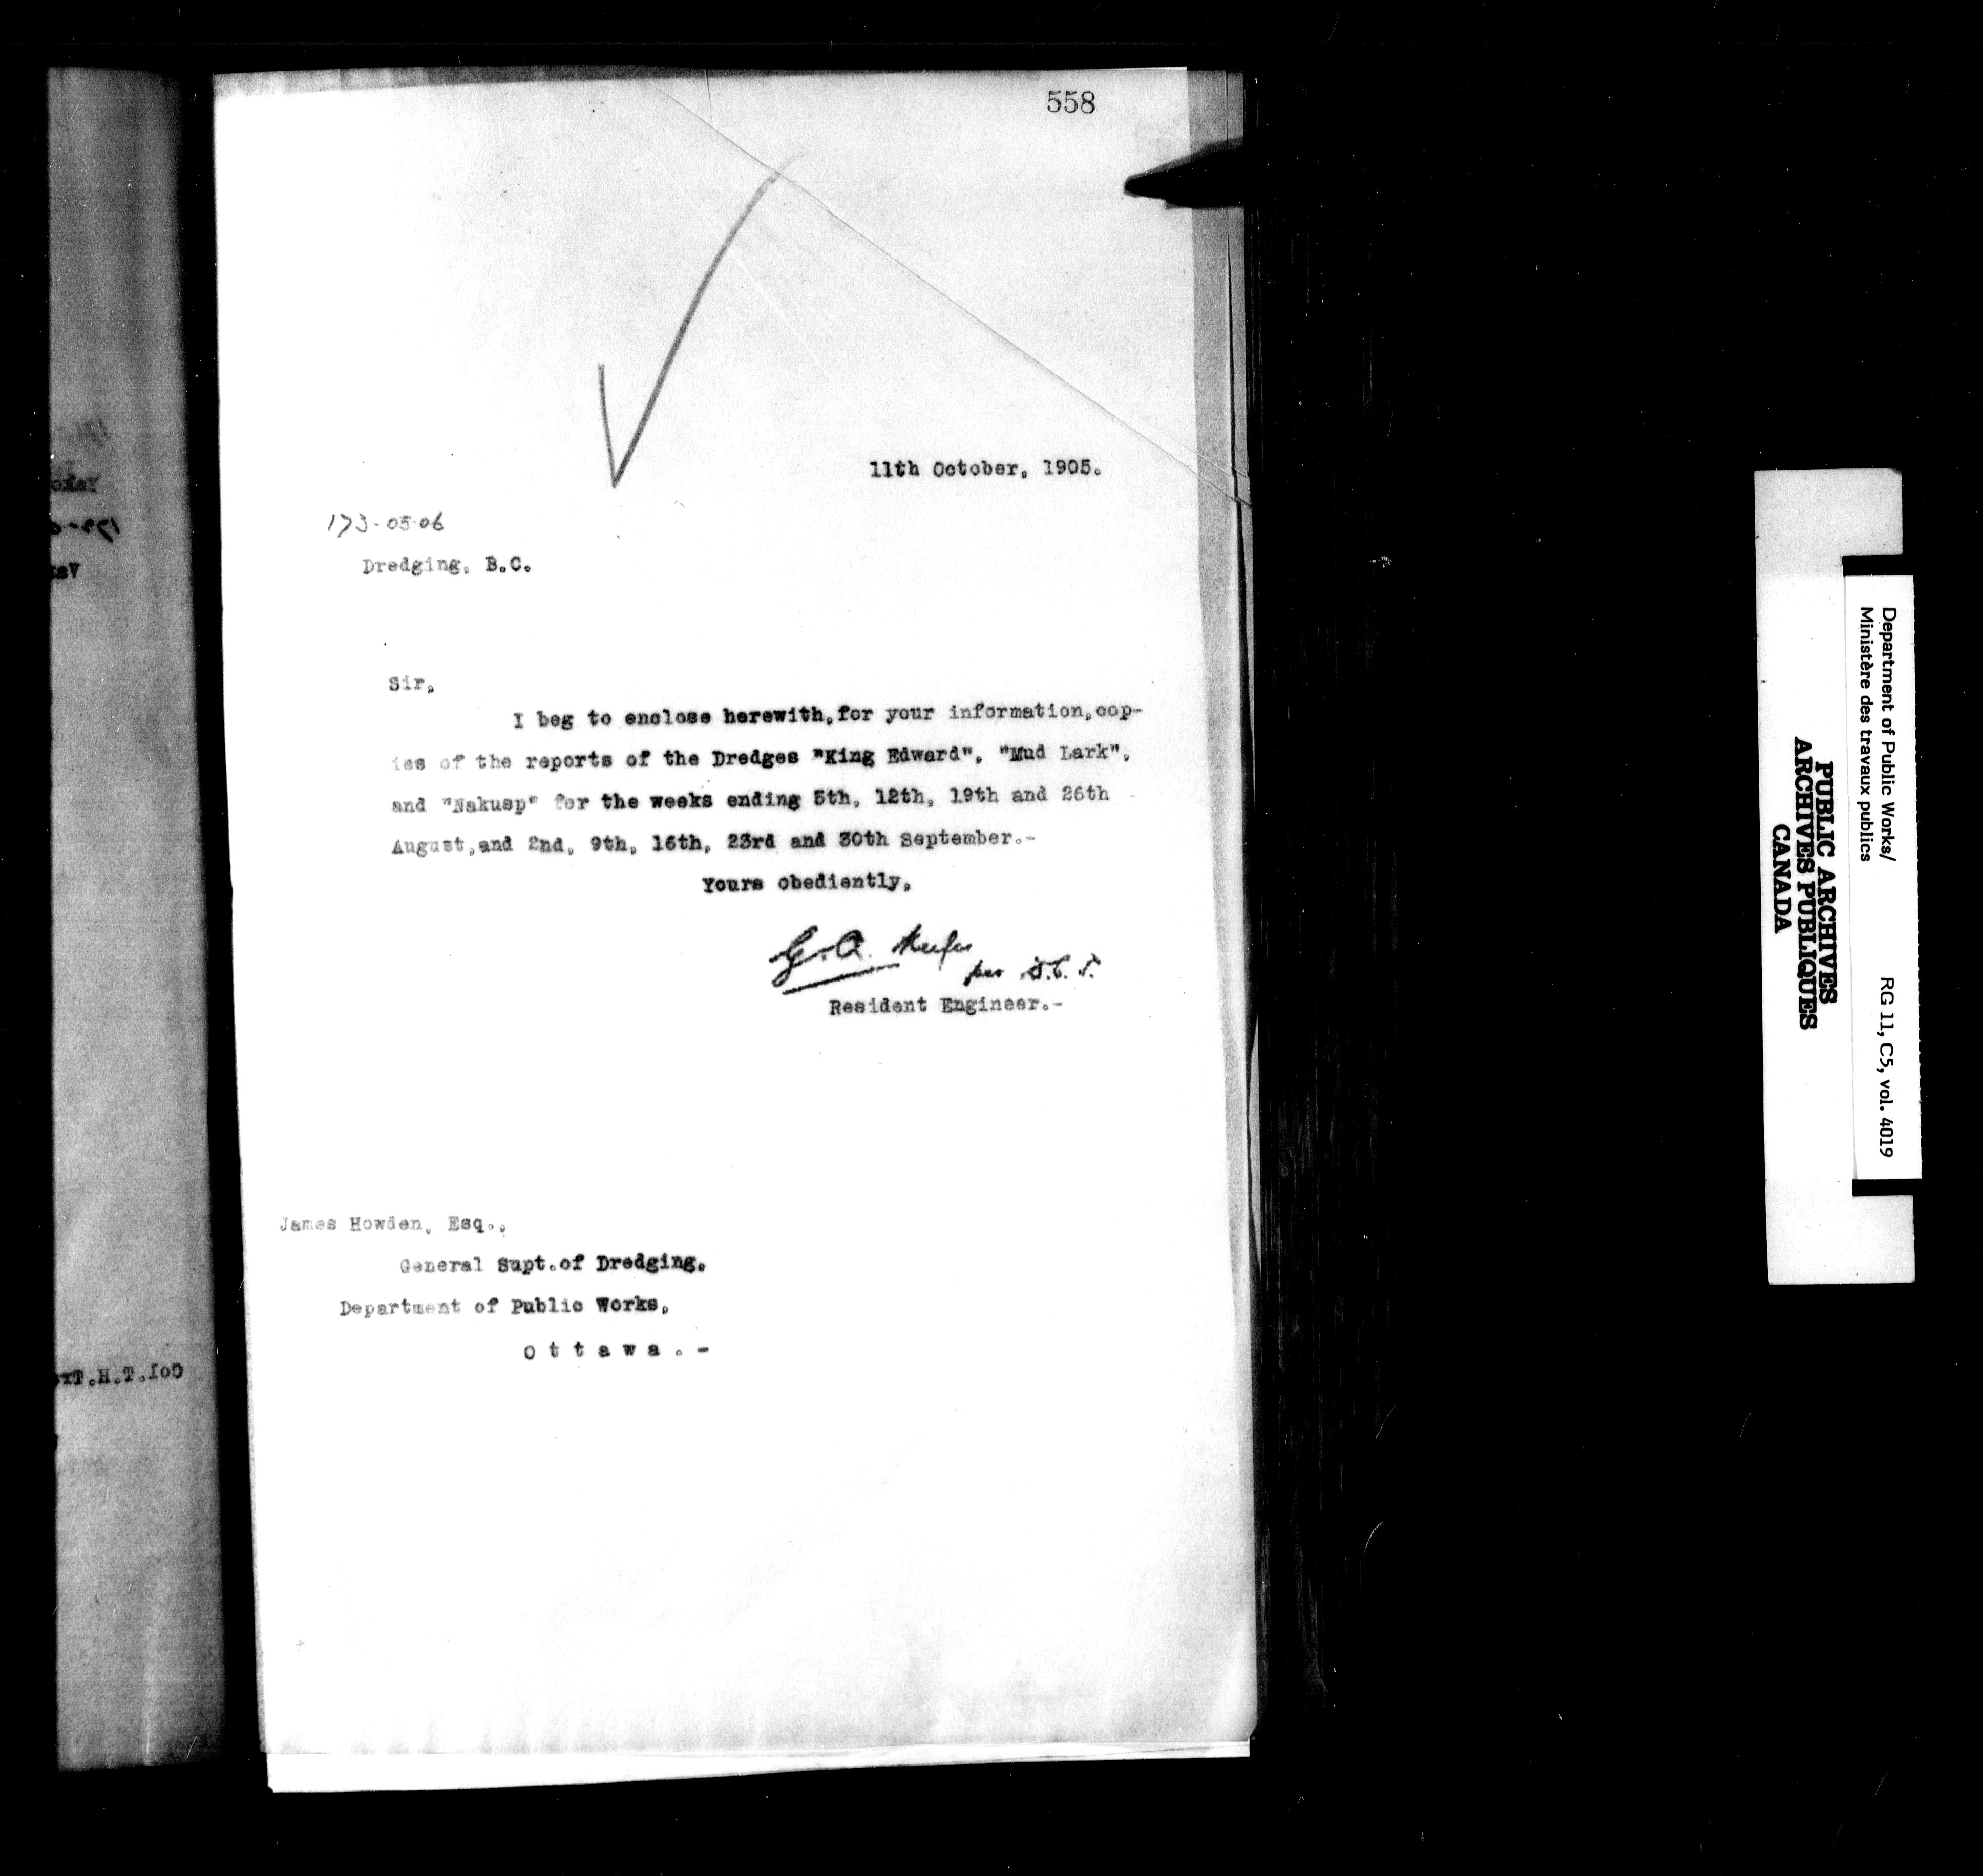 558
11th October, 1905.
173-05-06
Dredging, B.C.
Sir,
I beg to enclose herewith, for your information, cop-
ies of the reports of the Dredges "King Edward", "Mud Lark",
and "Nakusp" for the weeks ending 5th, 12th, 19th and 26th
August, and 2nd, 9th, 16th, 23rd and 30th September.-
Yours obediently,
G.A. Keefer
per
Resident Engineer.-
James Howden, Esq.,
General Supt. of Dredging,
Department of Public Works,
O t t a w a . -
Col. T.H. Tr
Department of Public Works/
Ministère des travaux publics
RG 11, C5, vol. 4019
PUBLIC ARCHIVES
ARCHIVES PUBLIQUES
CANADA